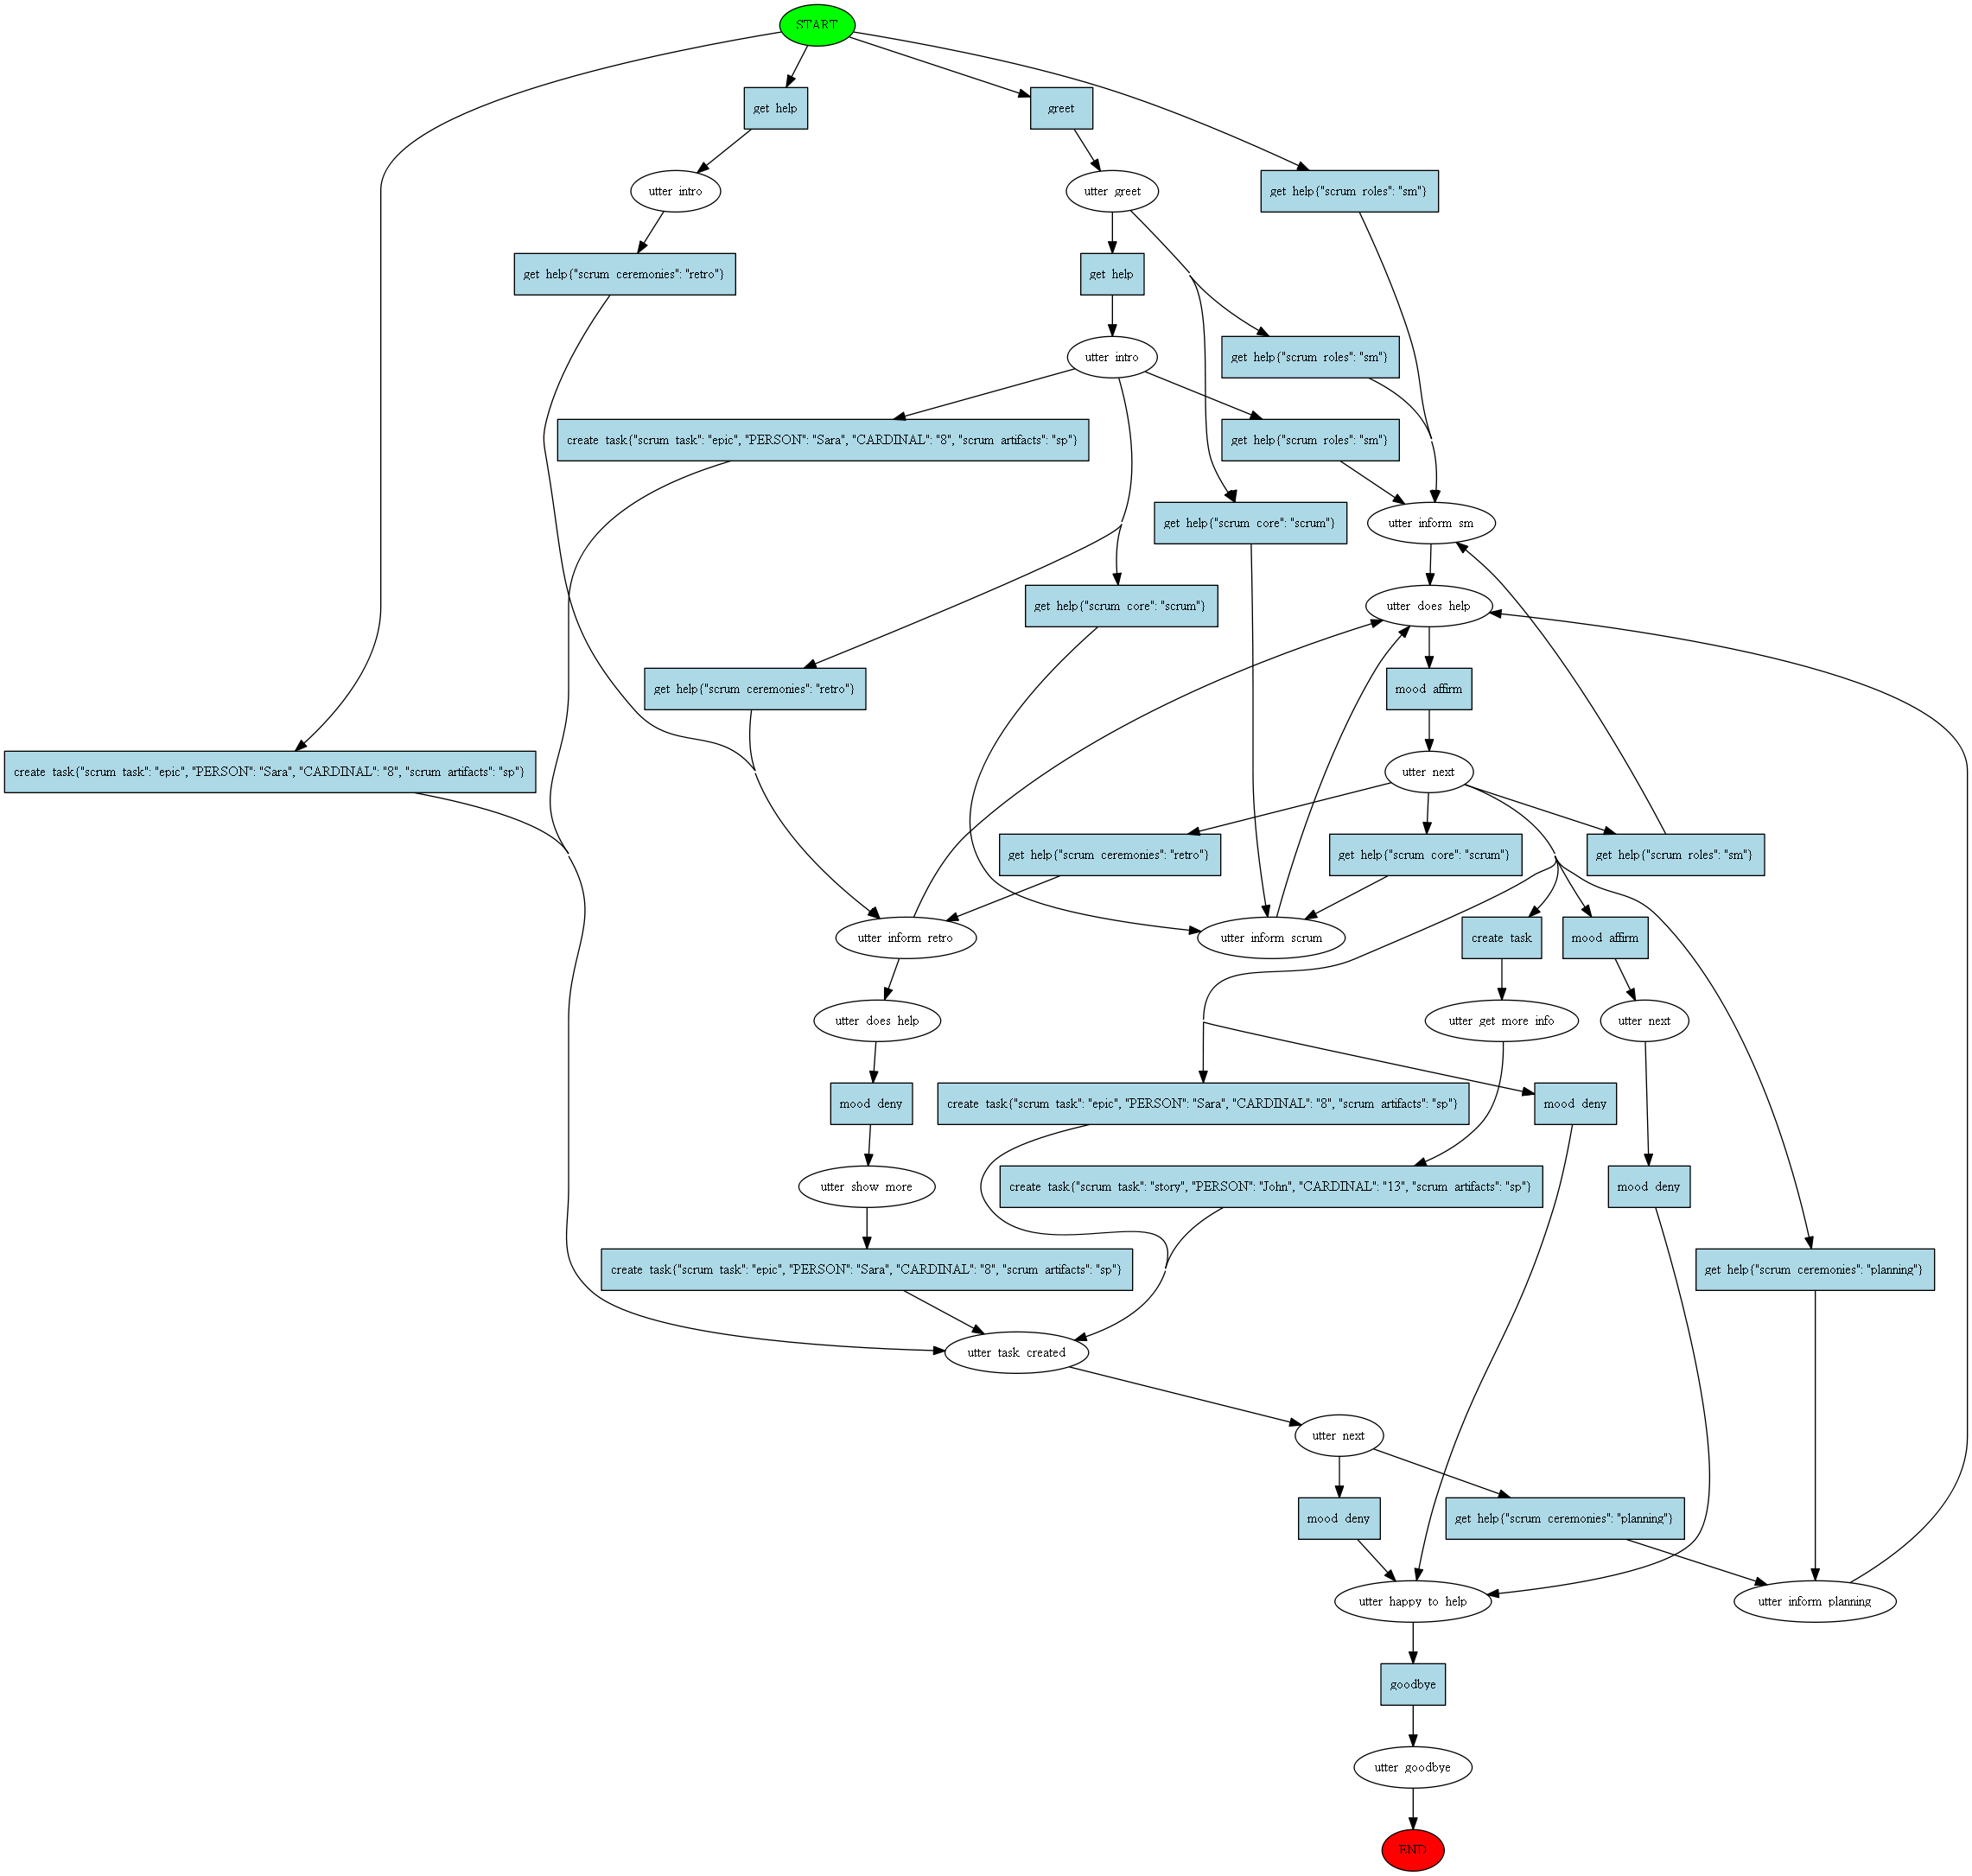 START
get help
greet
utter intro
utter greet
get help{"scrum roles": "sm"}
get help{"scrum ceremonies": "retro"}
get help
utter intro
get help{"scrum roles": "sm"}
create task{"scrum task": "epic", "PERSON": "Sara", "CARDINAL": "8", "scrum artifacts": "sp"}
get help{"scrum roles": "sm"}
get help{"scrum core": "scrum"}
utter inform sm
get help{"scrum core": "scrum"}
utter does help
get help{"scrum ceremonies": "retro"}
mood affirm
create task{"scrum task": "epic", "PERSON": "Sara", "CARDINAL": "8", "scrum artifacts": "sp"}
utter next
get help{"scrum ceremonies": "retro"}
get help{"scrum core": "scrum"}
get help{"scrum roles": "sm"}
utter inform retro
utter inform scrum
create task
mood affirm
utter does help
utter get more info
utter next
mood deny
create task{"scrum task": "epic", "PERSON": "Sara", "CARDINAL": "8", "scrum artifacts": "sp"}
mood deny
utter show more
create task{"scrum task": "story", "PERSON": "John", "CARDINAL": "13", "scrum artifacts": "sp"}
mood deny
create task{"scrum task": "epic", "PERSON": "Sara", "CARDINAL": "8", "scrum artifacts": "sp"}
get help{"scrum ceremonies": "planning"}
utter task created
utter next
mood deny
get help{"scrum ceremonies": "planning"}
utter happy to help
utter inform planning
goodbye
utter goodbye
END